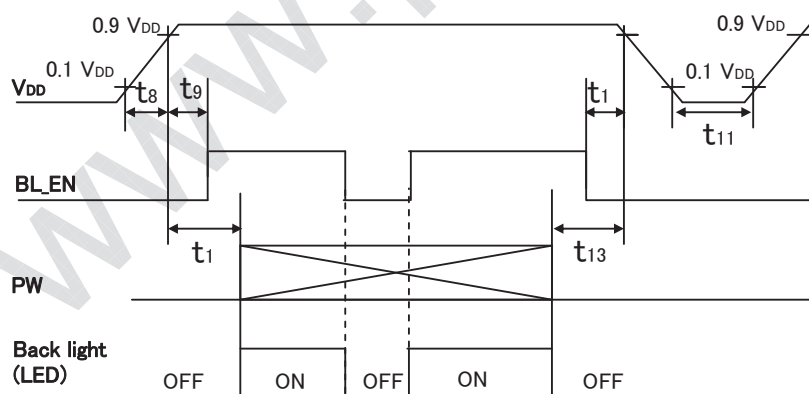 0.9 VDD
0.9 VDD
0.1 VDD
0.1 VDD
VDD
t8
t9
t1
t11
BL_EN
t1
t13
PW
Back light
(LED)
OFF
ON
OFF
ON
OFF
www.